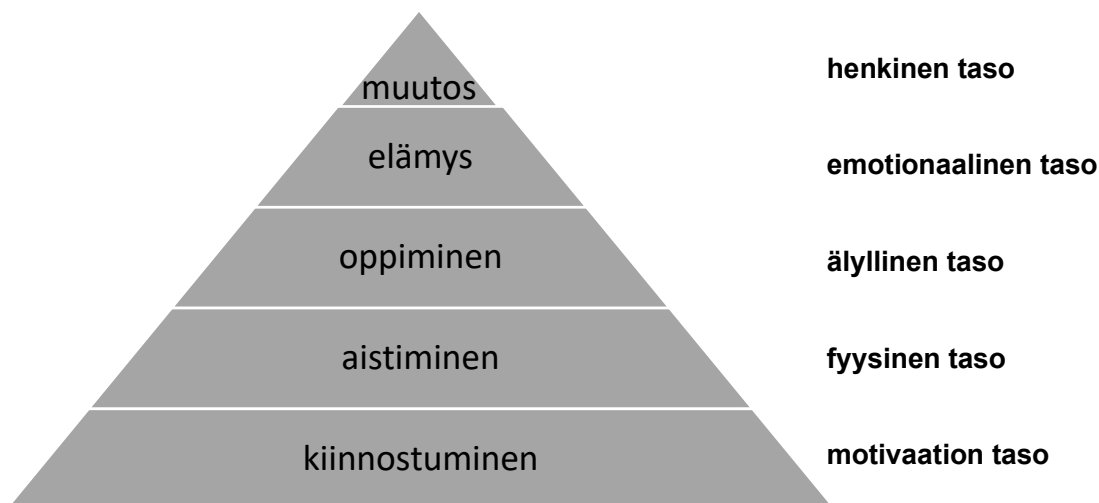 muutos
henkinen taso
elämys
emotionaalinen taso
oppiminen
älyllinen taso
aistiminen
fyysinen taso
kiinnostuminen
motivaation taso